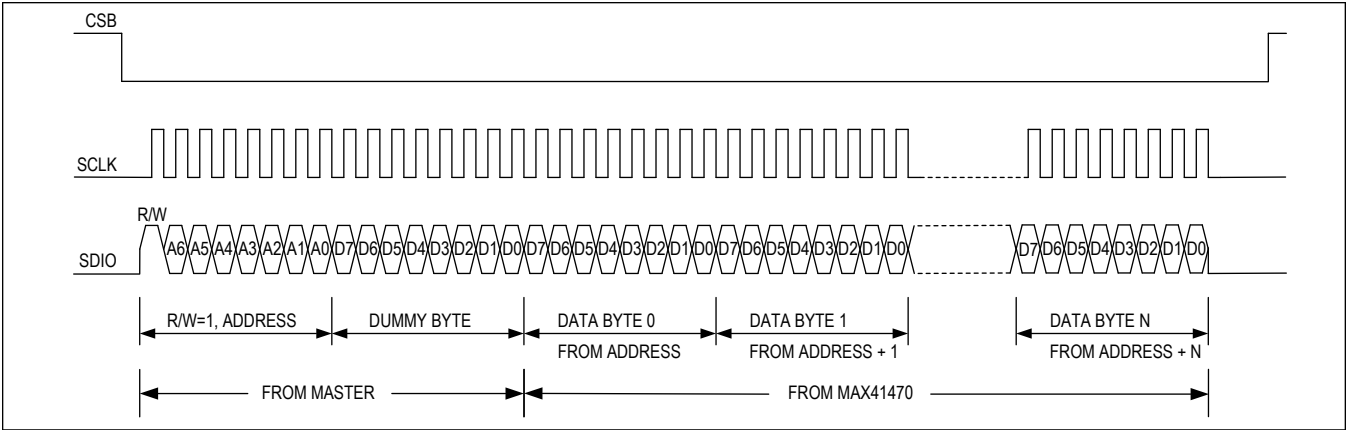 CSB
SCLK
R/W
SDIO A6 A5 A4 A3 A2 A1 A0 D7 D6 D5 D4 D3 D2 D1 D0 D7 D6 D5 D4 D3 D2 D1 D0 D7 D6 D5 D4 D3 D2 D1 D0 D7 D6 D5 D4 D3 D2 D1 D0
R/W=1, ADDRESS DUMMY BYTE DATA BYTE 0 DATA BYTE 1 DATA BYTE N
FROM ADDRESS FROM ADDRESS + 1 FROM ADDRESS + N
FROM MASTER FROM MAX41470